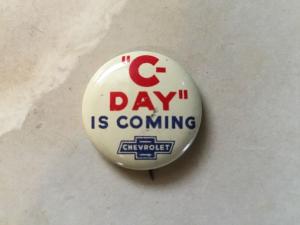 "C-
DAY"
IS COMING
CHEVROLET